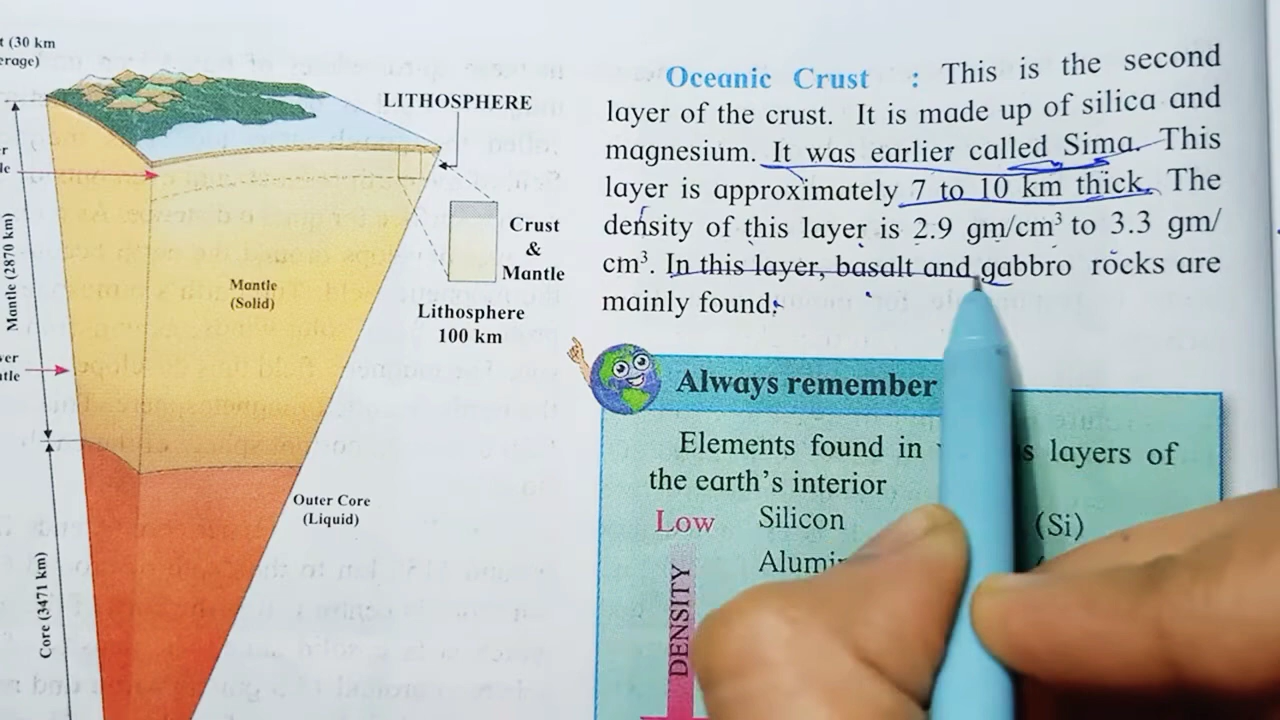 t (30 km
erage)
LITHOSPHERE
Mantle (2870 km)
Crust
&
Mantle
Mantle
(Solid)
Lithosphere
100 km
Outer Core
(Liquid)
Core (3471 km)
Oceanic Crust : This is the second
layer of the crust. It is made up of silica and
magnesium. It was earlier called Sima. This
layer is approximately 7 to 10 km thick. The
density of this layer is 2.9 gm/cm³ to 3.3 gm/
cm³. In this layer, basalt and gabbro rocks are
mainly found.
Always remember
Elements found in layers of
the earth's interior
Low Silicon (Si)
DENSITY